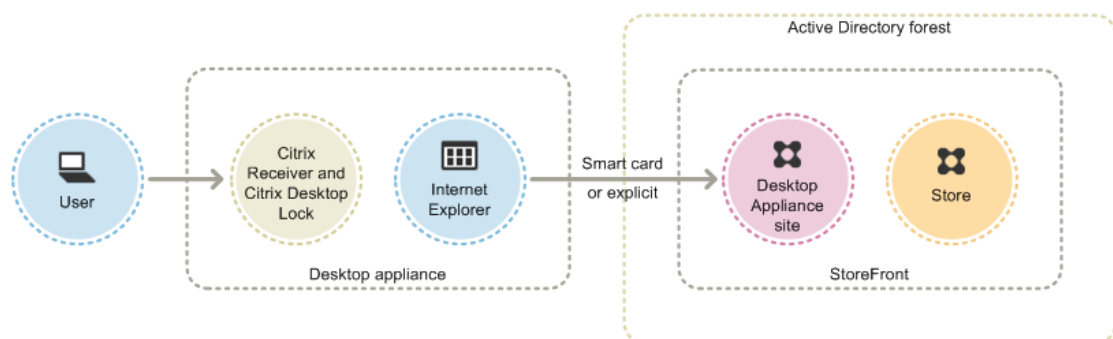 Active Directory forest
User
Citrix
Receiver and
Citrix Desktop
Lock
Internet
Explorer
Desktop appliance
Smart card
or explicit
Desktop
Appliance
site
Store
StoreFront